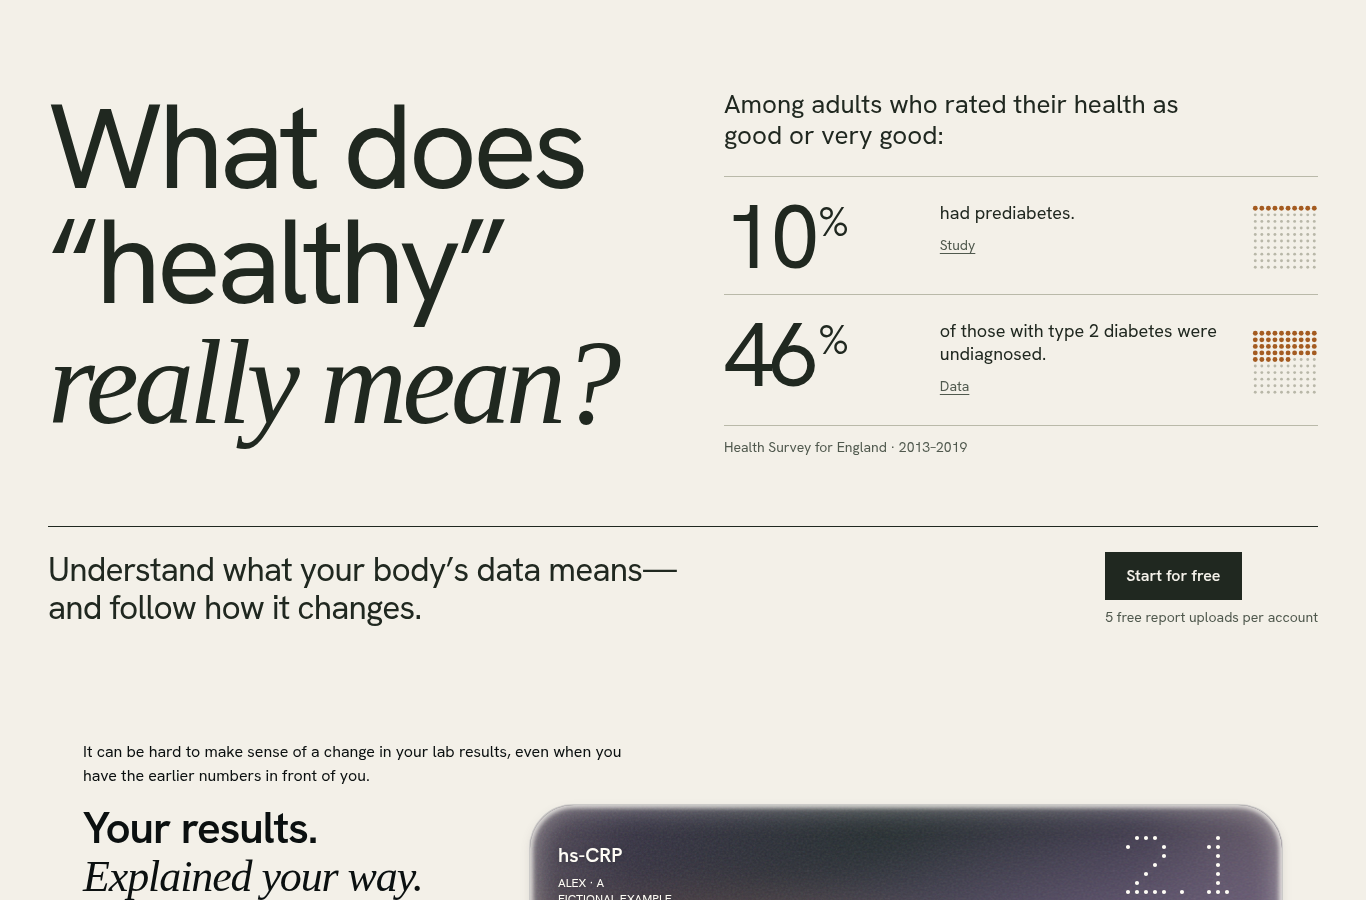 What does
“healthy”
really mean?
Among adults who rated their health as
good or very good:
10%
had prediabetes.
Study
46%
of those with type 2 diabetes were
undiagnosed.
Data
Health Survey for England · 2013–2019
Understand what your body’s data means—
and follow how it changes.
Start for free
5 free report uploads per account
It can be hard to make sense of a change in your lab results, even when you
have the earlier numbers in front of you.
Your results.
Explained your way.
hs-CRP
2.1
ALEX · A
FICTIONAL EXAMPLE